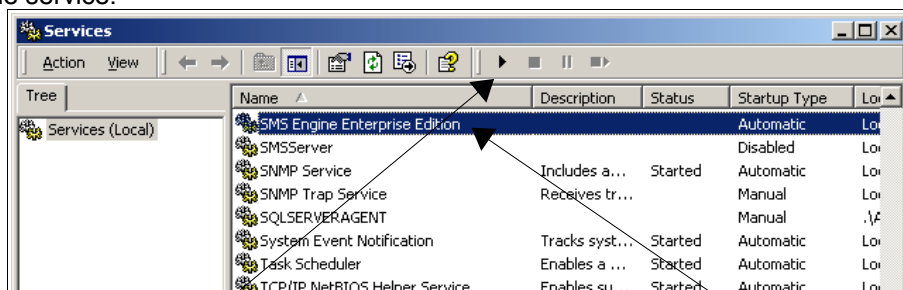 service.
Services
Action View
Tree
Name Description Status Startup Type
Services (Local)
SMS Engine Enterprise Edition Automatic
SMSServer Disabled
SNMP Service Includes a... Started Automatic
SNMP Trap Service Receives tr... Manual
SQLSERVERAGENT Manual
System Event Notification Tracks syst... Started Automatic
Task Scheduler Enables a ... Started Automatic
TCP/IP NetBIOS Helper Service Enables su... Started Automatic